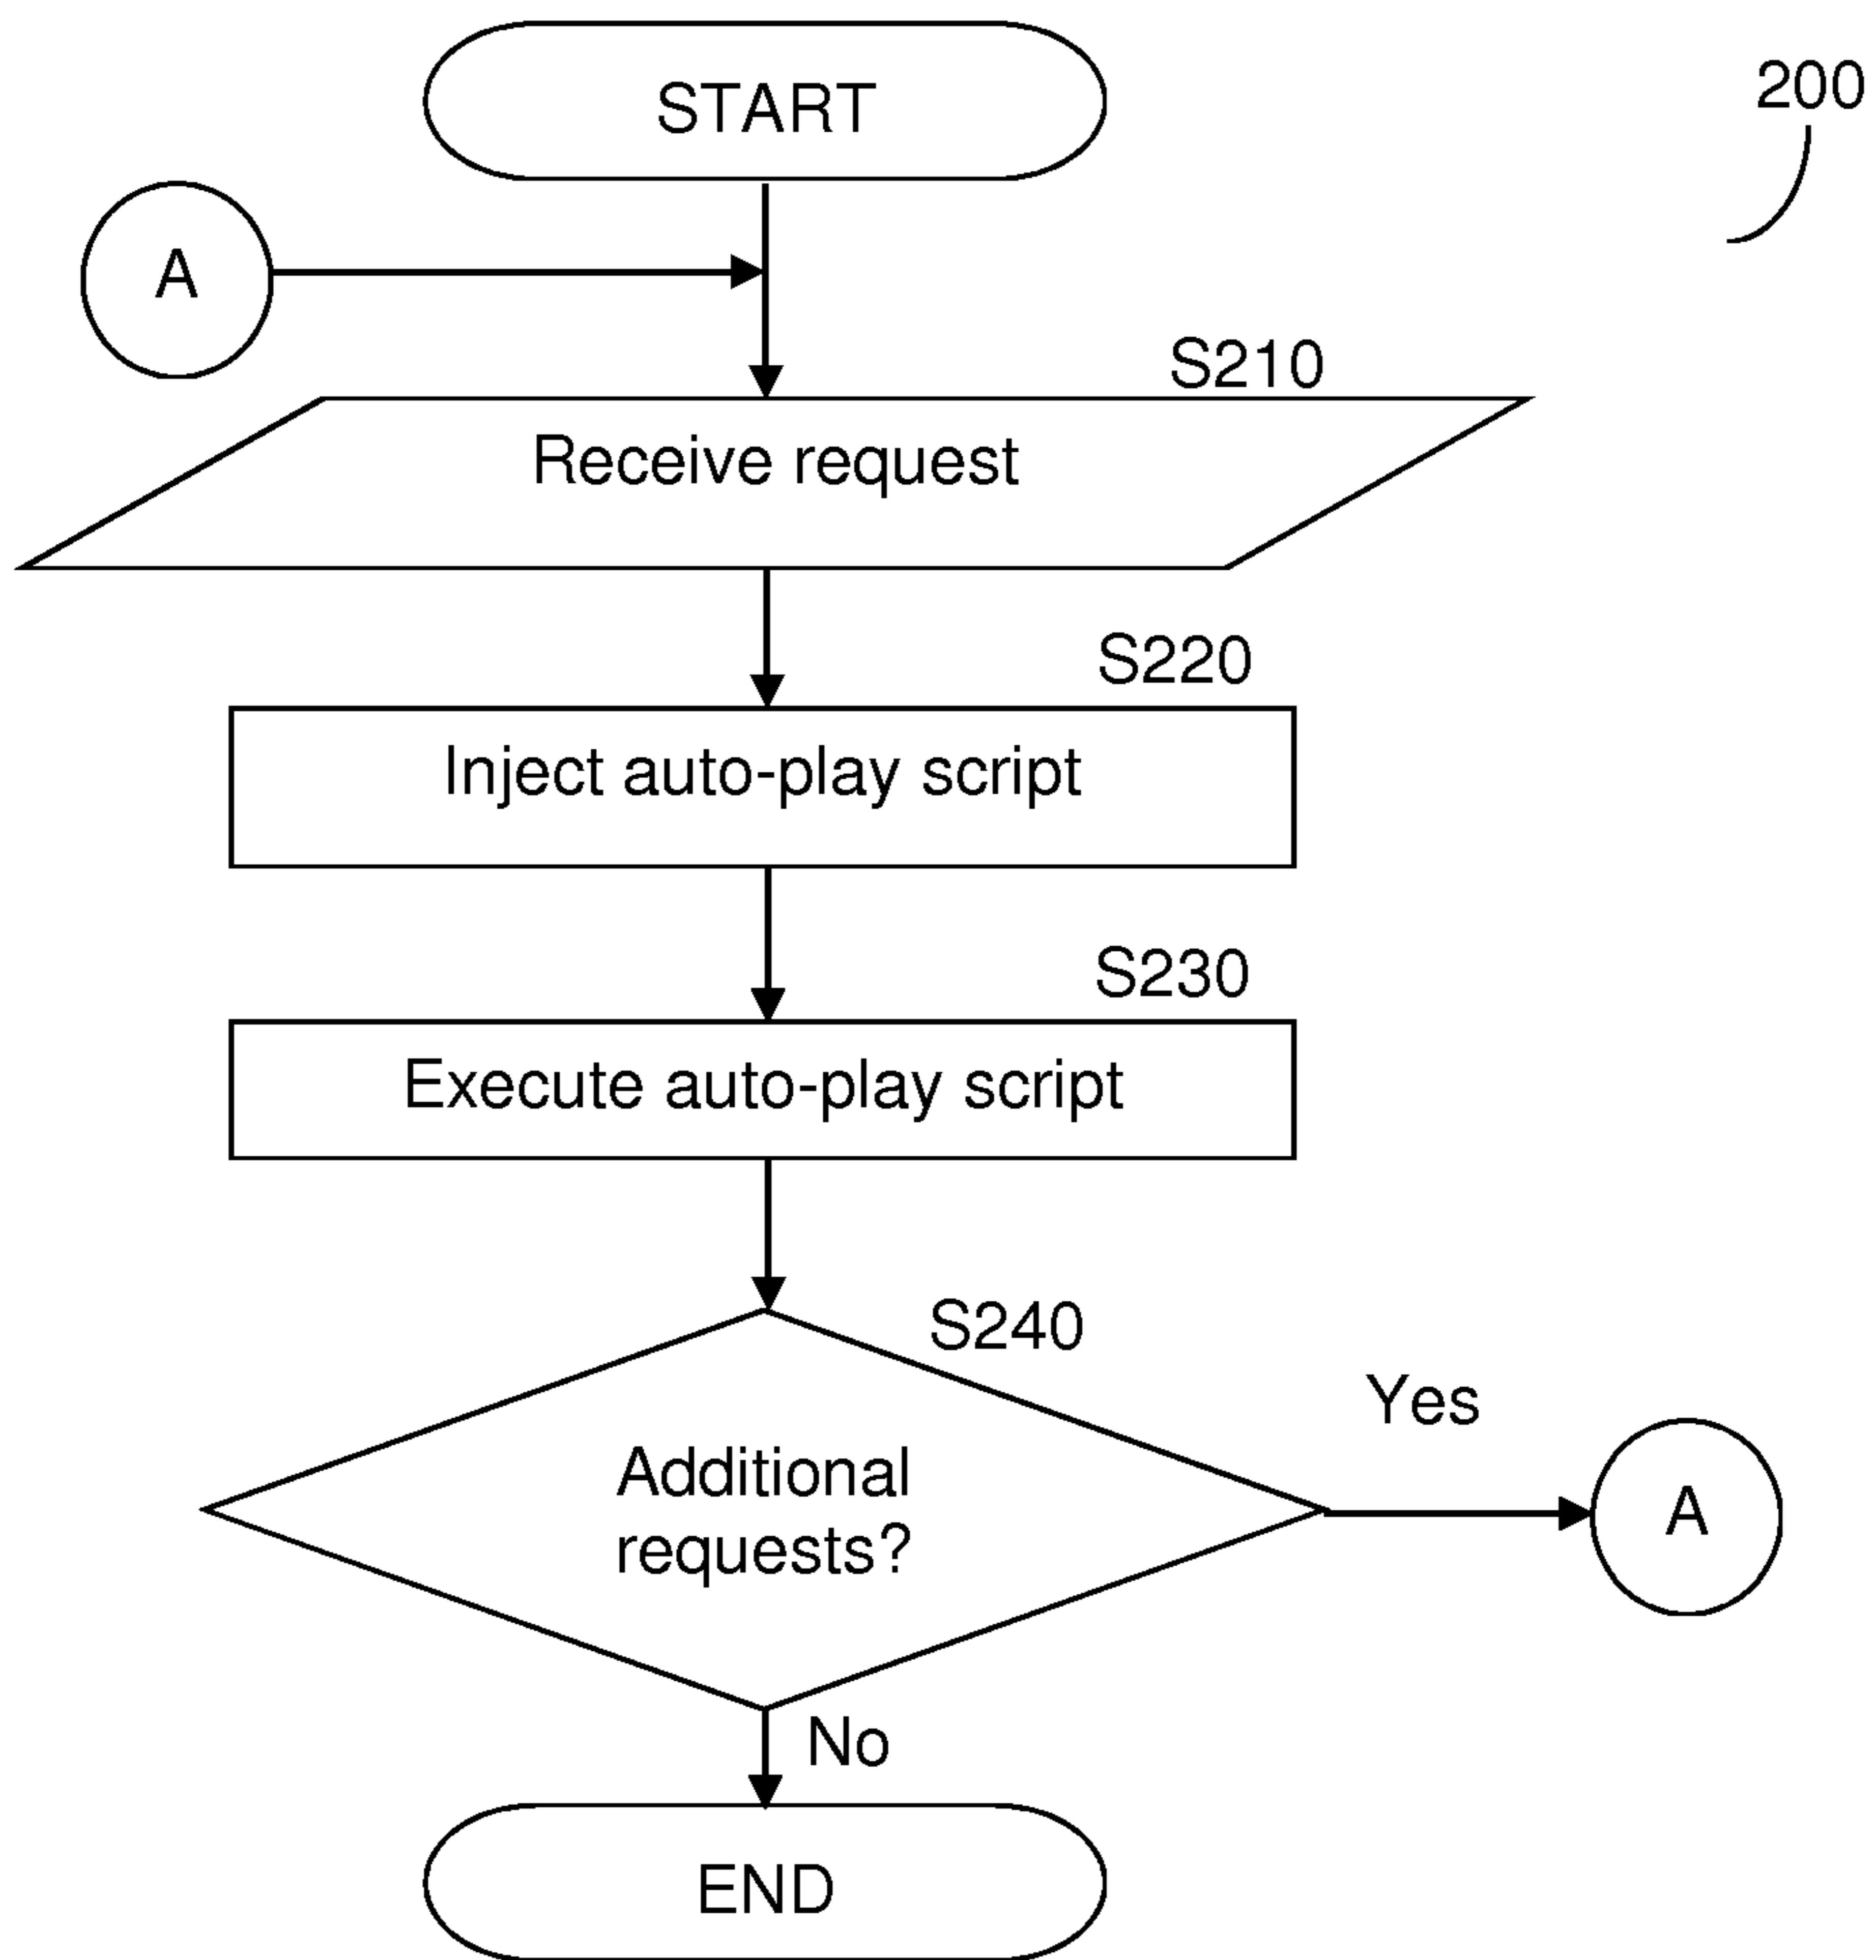 START
200
A
S210
Receive request
S220
Inject auto-play script
S230
Execute auto-play script
S240
Yes
Additional
requests?
A
No
END